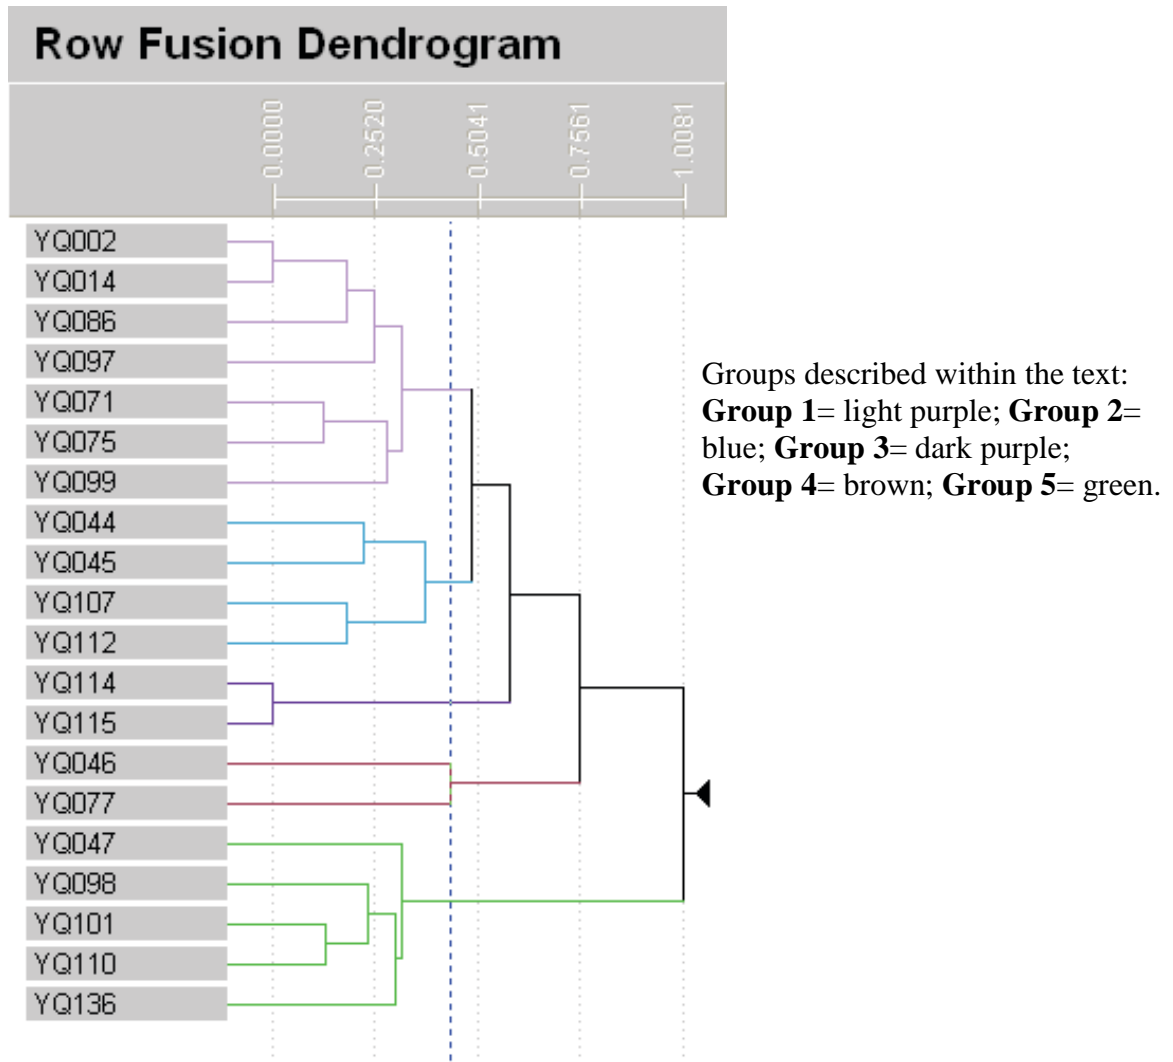 Row Fusion Dendrogram
0.0000
0.2520
0.5041
0.7561
1.0081
YQ002
YQ014
YQ086
YQ097
YQ071
YQ075
YQ099
YQ044
YQ045
YQ107
YQ112
YQ114
YQ115
YQ046
YQ077
YQ047
YQ098
YQ101
YQ110
YQ136
Groups described within the text:
Group 1= light purple; Group 2=
blue; Group 3= dark purple;
Group 4= brown; Group 5= green.